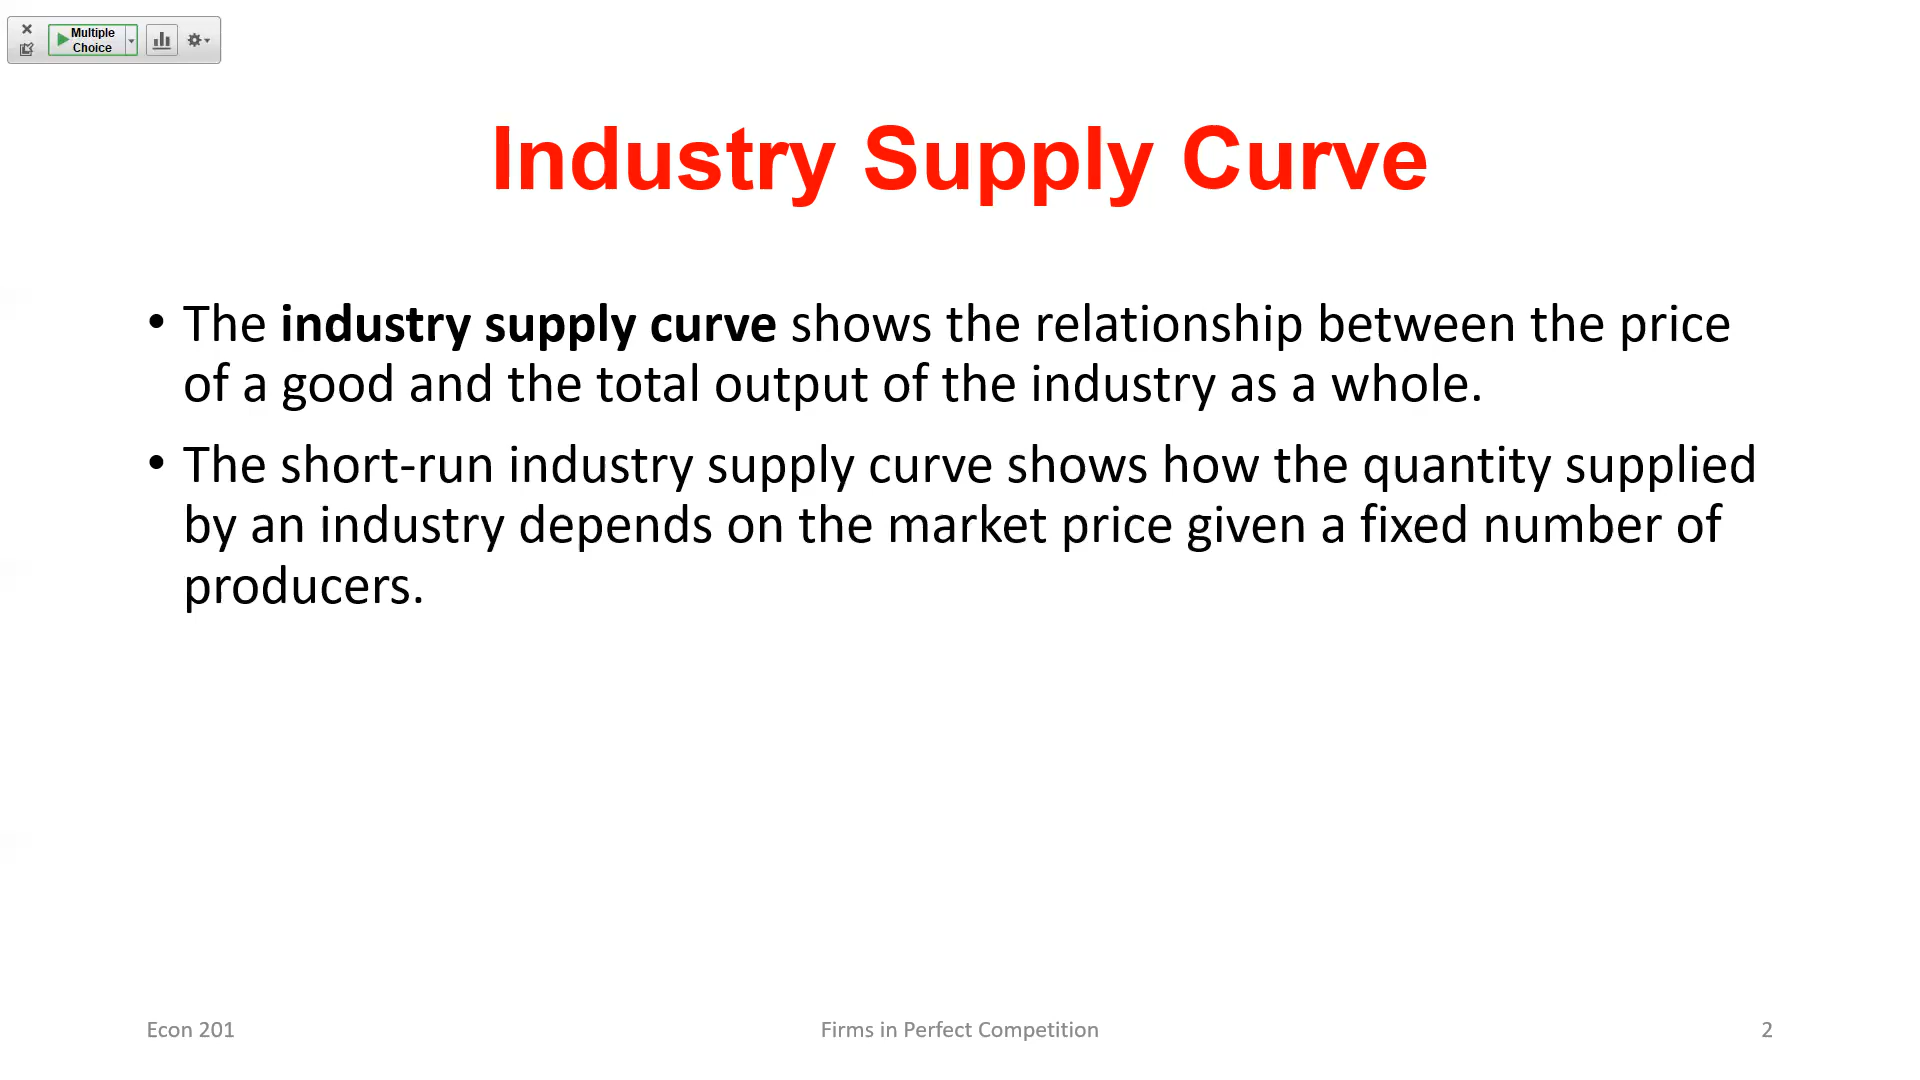 Multiple
Choice
Industry Supply Curve
• The industry supply curve shows the relationship between the price
of a good and the total output of the industry as a whole.
• The short-run industry supply curve shows how the quantity supplied
by an industry depends on the market price given a fixed number of
producers.
Econ 201
Firms in Perfect Competition
2